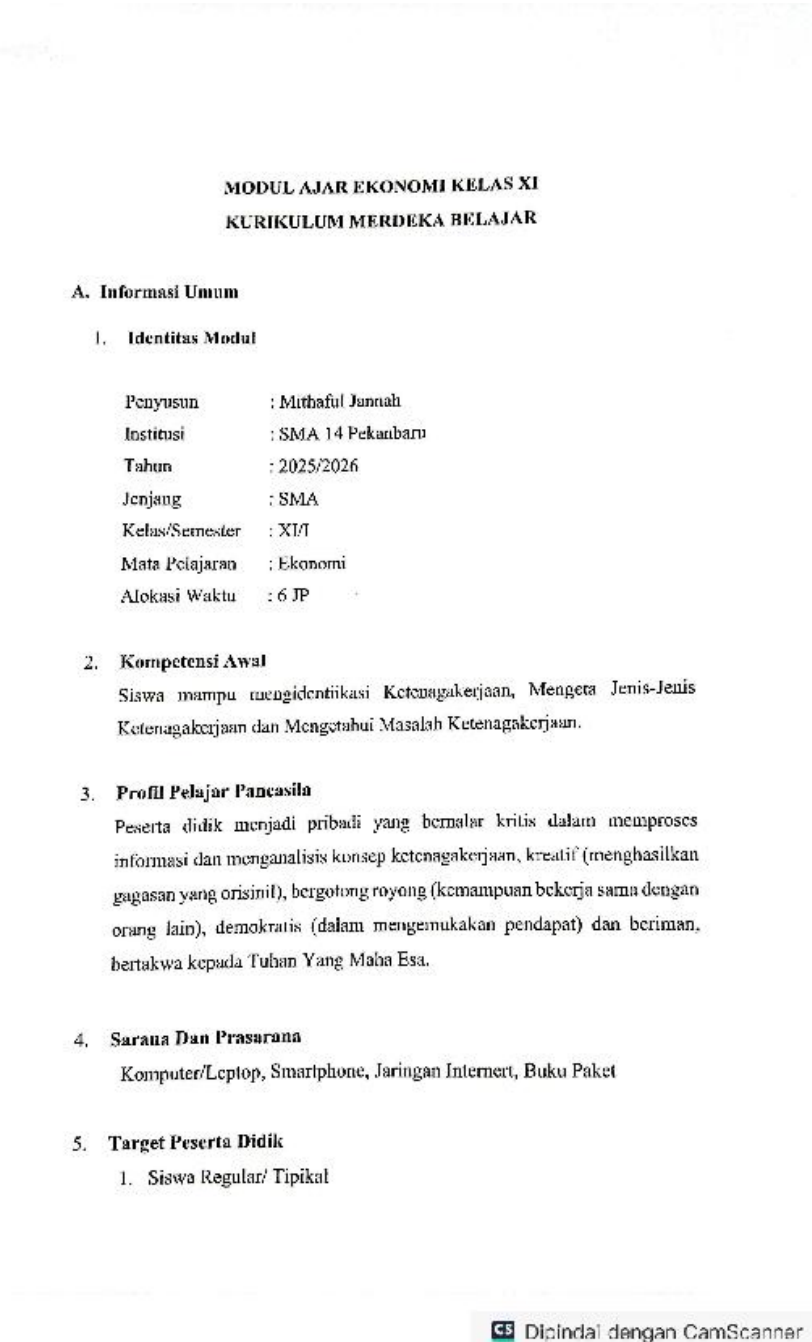 MODUL AJAR EKONOMI KELAS XI
KURIKULUM MERDEKA BELAJAR
A. Informasi Umum
1. Identitas Modul
Penyusun : Mithaful Jannah
Institusi : SMA 14 Pekanbaru
Tahun : 2025/2026
Jenjang : SMA
Kelas/Semester : XI/I
Mata Pelajaran : Ekonomi
Alokasi Waktu : 6 JP
2. Kompetensi Awal
Siswa mampu mengidentiikasi Ketenagakerjaan, Mengeta Jenis-Jenis
Ketenagakerjaan dan Mengetahui Masalah Ketenagakerjaan.
3. Profil Pelajar Pancasila
Peserta didik menjadi pribadi yang bernalar kritis dalam memproses
informasi dan menganalisis konsep ketenagakerjaan, kreatif (menghasilkan
gagasan yang orisinil), bergotong royong (kemampuan bekerja sama dengan
orang lain), demokratis (dalam mengemukakan pendapat) dan beriman,
bertakwa kepada Tuhan Yang Maha Esa.
4. Sarana Dan Prasarana
Komputer/Leptop, Smartphone, Jaringan Internert, Buku Paket
5. Target Peserta Didik
1. Siswa Regular/ Tipikal
CS Dipindai dengan CamScanner